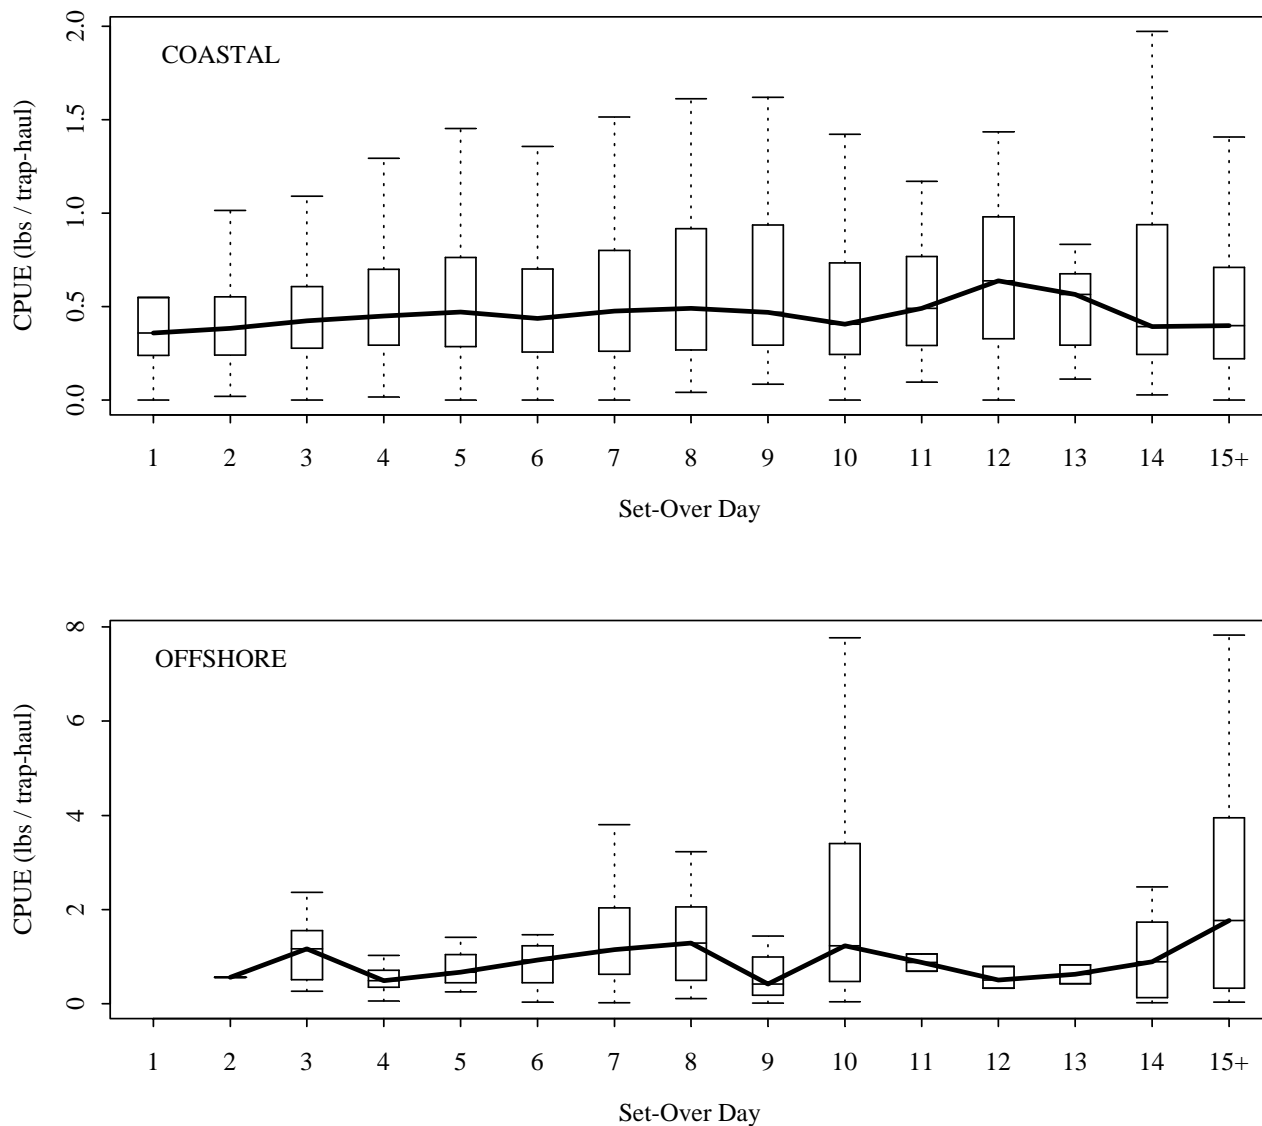 COASTAL
CPUE (lbs / trap-haul)
2.0
1.5
1.0
0.5
0.0
1 2 3 4 5 6 7 8 9 10 11 12 13 14 15+
Set-Over Day
OFFSHORE
CPUE (lbs / trap-haul)
8
6
4
2
0
1 2 3 4 5 6 7 8 9 10 11 12 13 14 15+
Set-Over Day